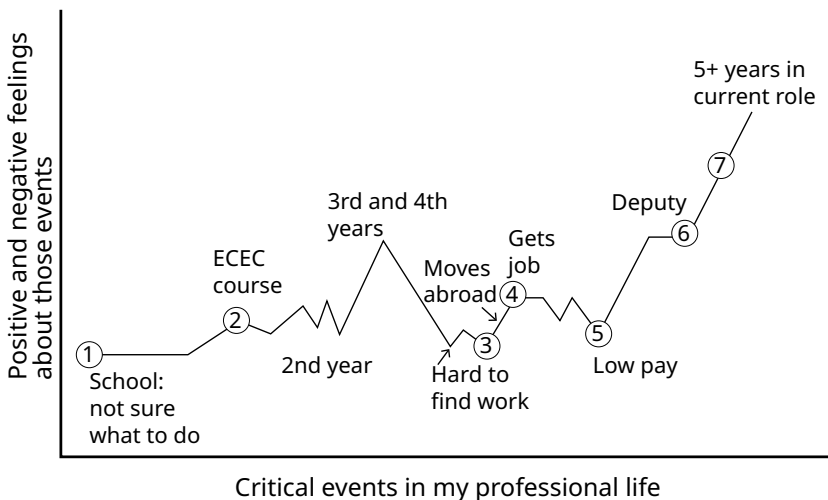 Positive and negative feelings
about those events
5+ years in
current role
7
Deputy
6
3rd and 4th
years
Gets
job
Moves
abroad
4
ECEC
course
2
5
Low pay
3
1
2nd year
Hard to
find work
School:
not sure
what to do
Critical events in my professional life